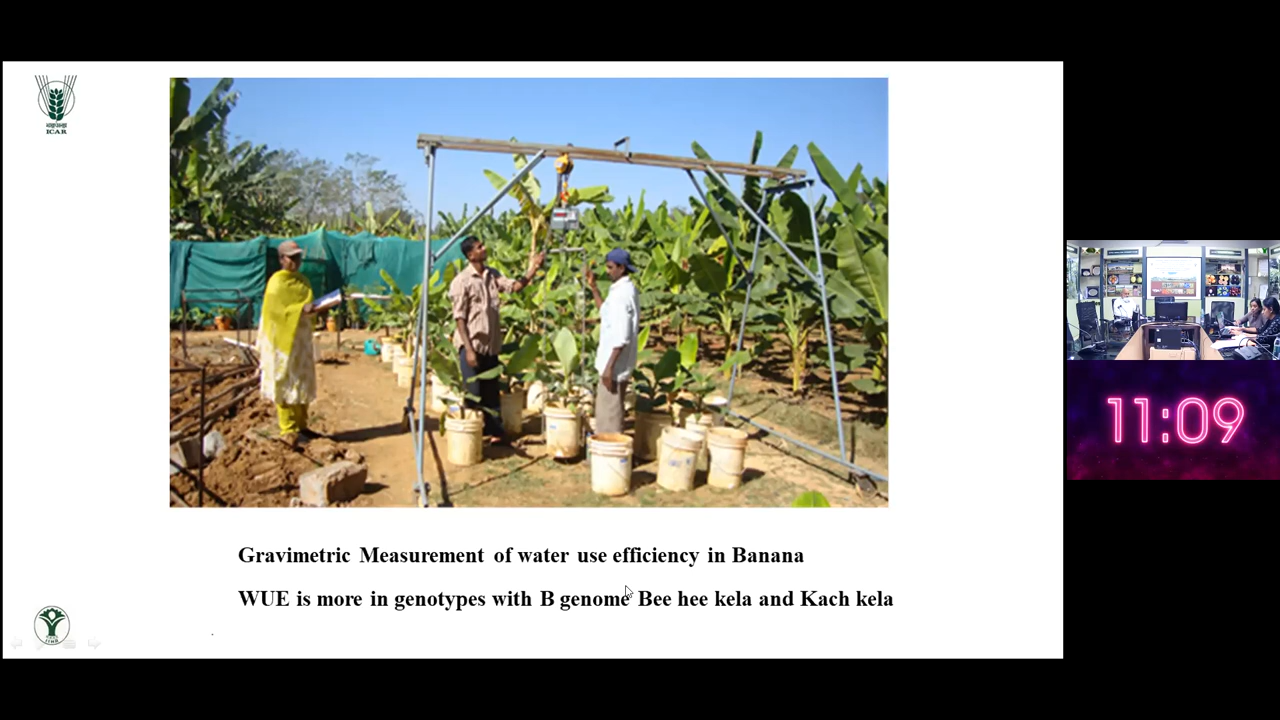 ICAR
Gravimetric Measurement of water use efficiency in Banana
WUE is more in genotypes with B genome Bee hee kela and Kach kela
11:09